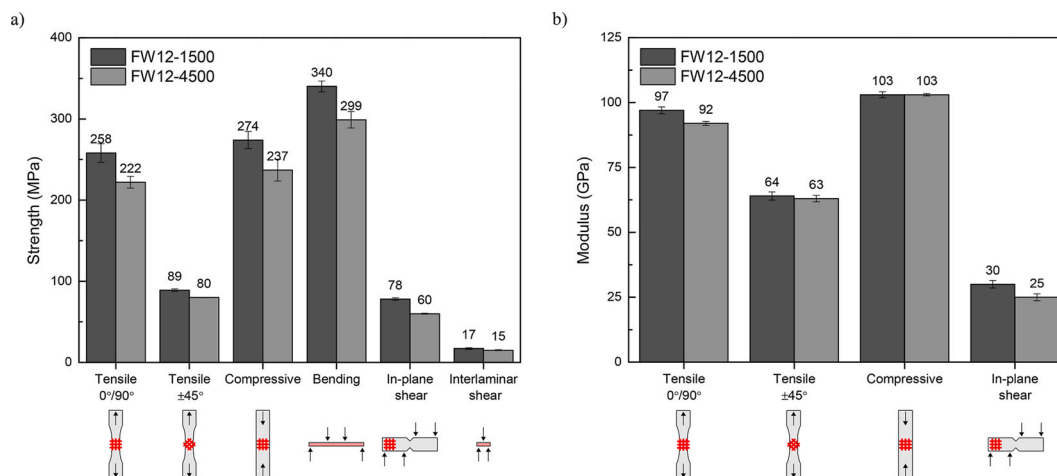 a)
Strength (MPa)
400
300
200
100
0
FW12-1500
FW12-4500
258
222
89
80
274
237
340
299
78
60
17
15
Tensile
0°/90°
Tensile
±45°
Compressive
Bending
In-plane
shear
Interlaminar
shear
b)
Modulus (GPa)
125
100
75
50
25
0
FW12-1500
FW12-4500
97
92
64
63
103
103
30
25
Tensile
0°/90°
Tensile
±45°
Compressive
In-plane
shear